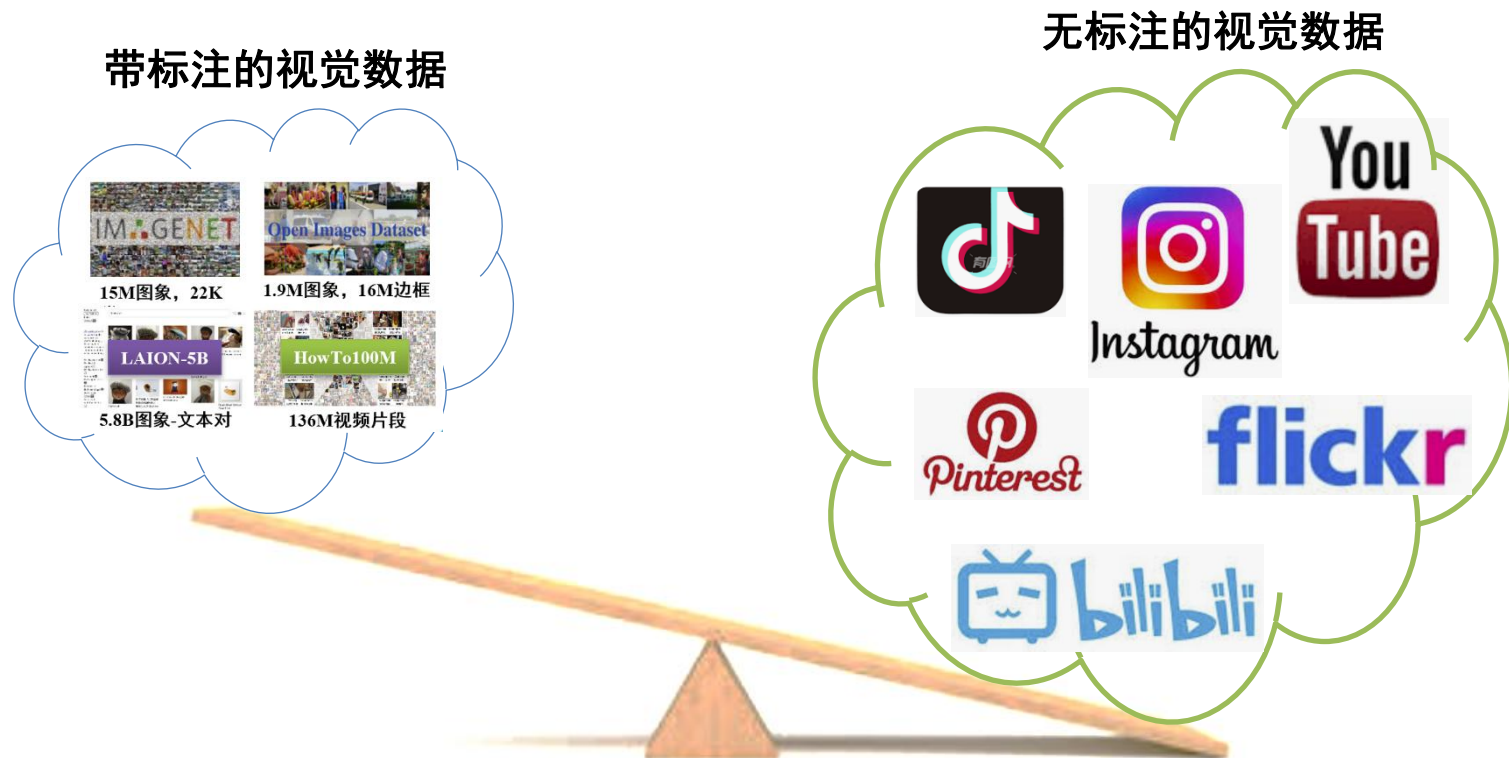 带标注的视觉数据
无标注的视觉数据
IMAGENET
Open Images Dataset
15M图象，22K
1.9M图象，16M边框
LAION-5B
HowTo100M
5.8B图象-文本对
136M视频片段
You
Tube
Instagram
Pinterest
flickr
bilibili